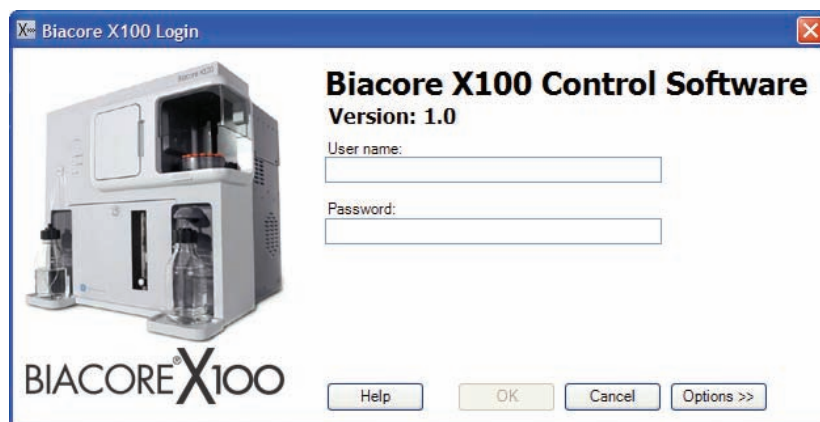 Biacore X100 Login
Biacore X100 Control Software
Version: 1.0
User name:
Password:
BIACORE® X100
Help
OK
Cancel
Options >>